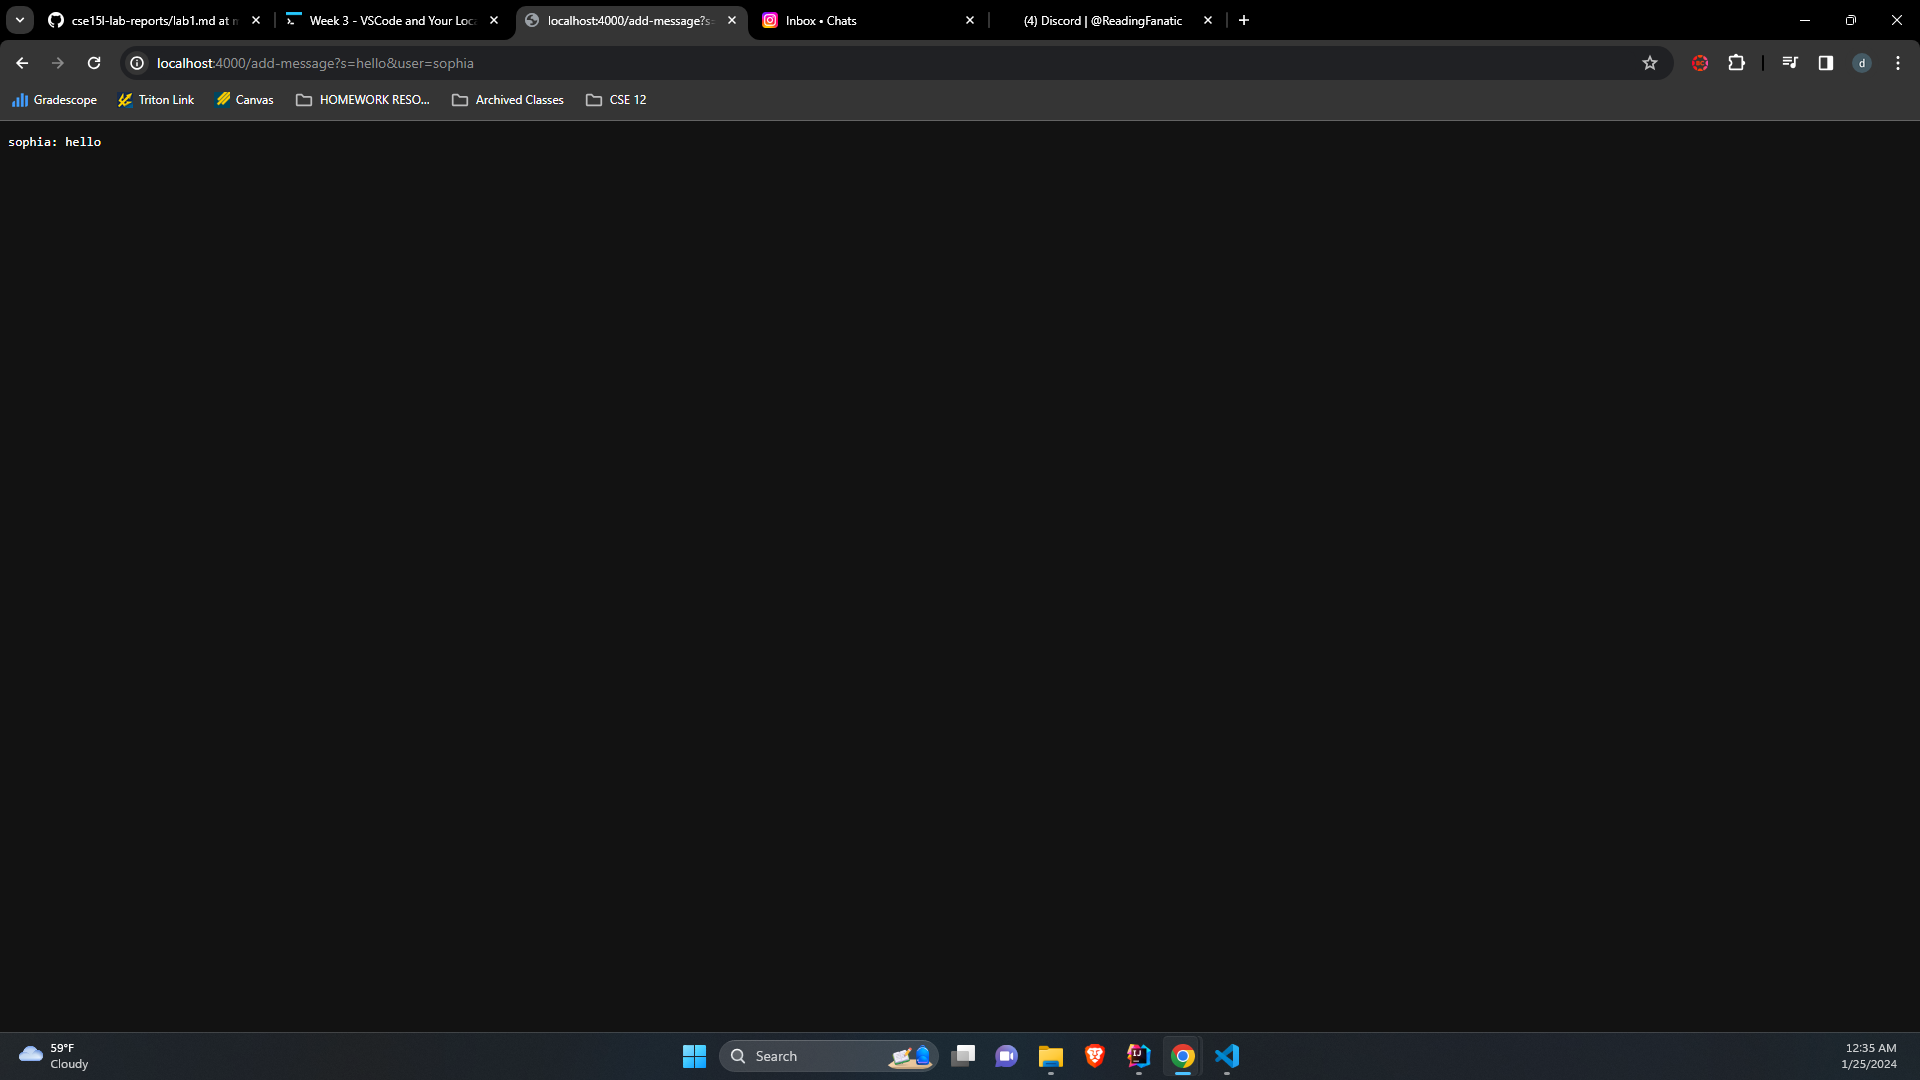 cse15l-lab-reports/lab1.md at m
Week 3 - VSCode and Your Loca
localhost:4000/add-message?s=
Inbox • Chats
(4) Discord | @ReadingFanatic
localhost:4000/add-message?s=hello&user=sophia
d
Gradescope
Triton Link
Canvas
HOMEWORK RESO...
Archived Classes
CSE 12
sophia: hello
59°F
Cloudy
Search
12:35 AM
1/25/2024